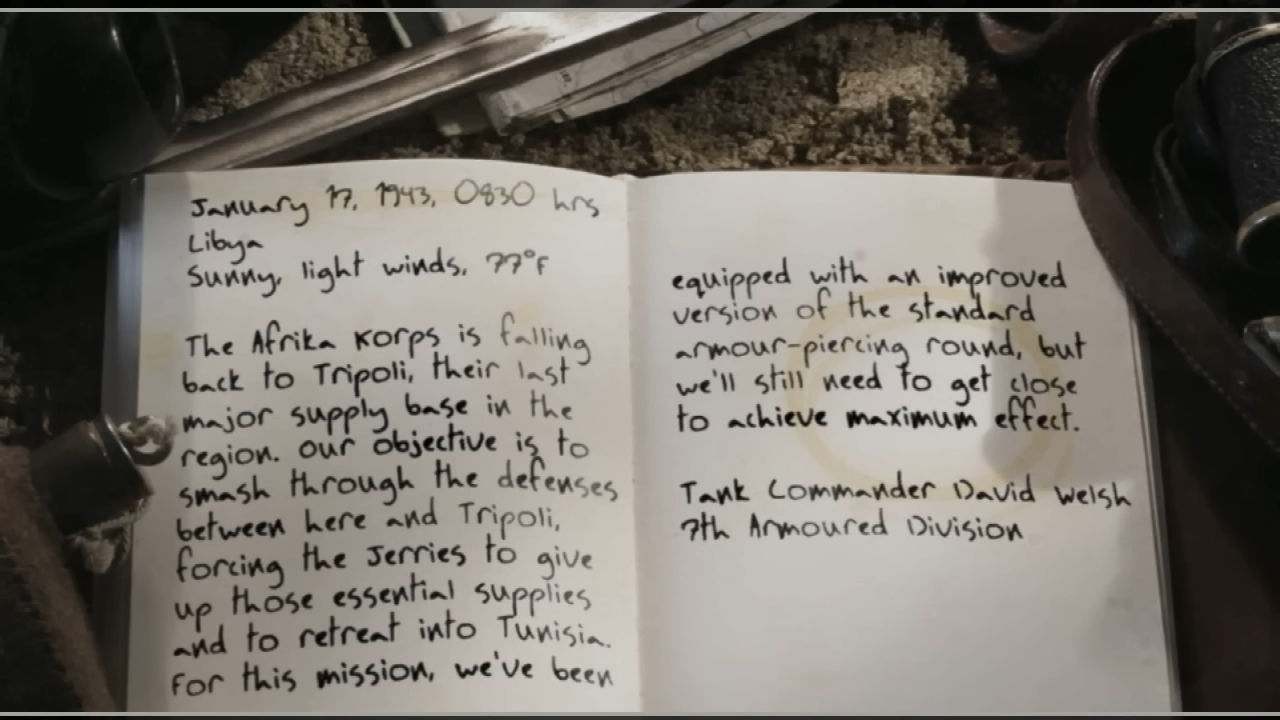 January 17, 1943, 0830 hrs
Libya
Sunny, light winds, 77°F
The Afrika Korps is falling
back to Tripoli, their last
major supply base in the
region. Our objective is to
smash through the defenses
between here and Tripoli,
forcing the Jerries to give
up those essential supplies
and to retreat into Tunisia.
For this mission, we've been
equipped with an improved
version of the standard
armour-piercing round, but
we'll still need to get close
to achieve maximum effect.
Tank Commander David Welsh
7th Armoured Division